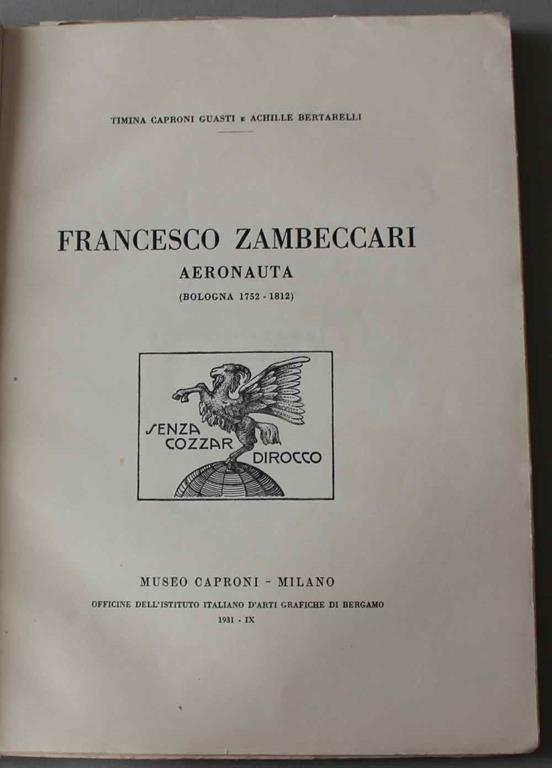 TIMINA CAPRONI GUASTI E ACHILLE BERTARELLI
FRANCESCO ZAMBECCARI
AERONAUTA
(BOLOGNA 1752 - 1812)
SENZA
COZZAR
DIROCCO
MUSEO CAPRONI - MILANO
OFFICINE DELL'ISTITUTO ITALIANO D'ARTI GRAFICHE DI BERGAMO
1931 - IX